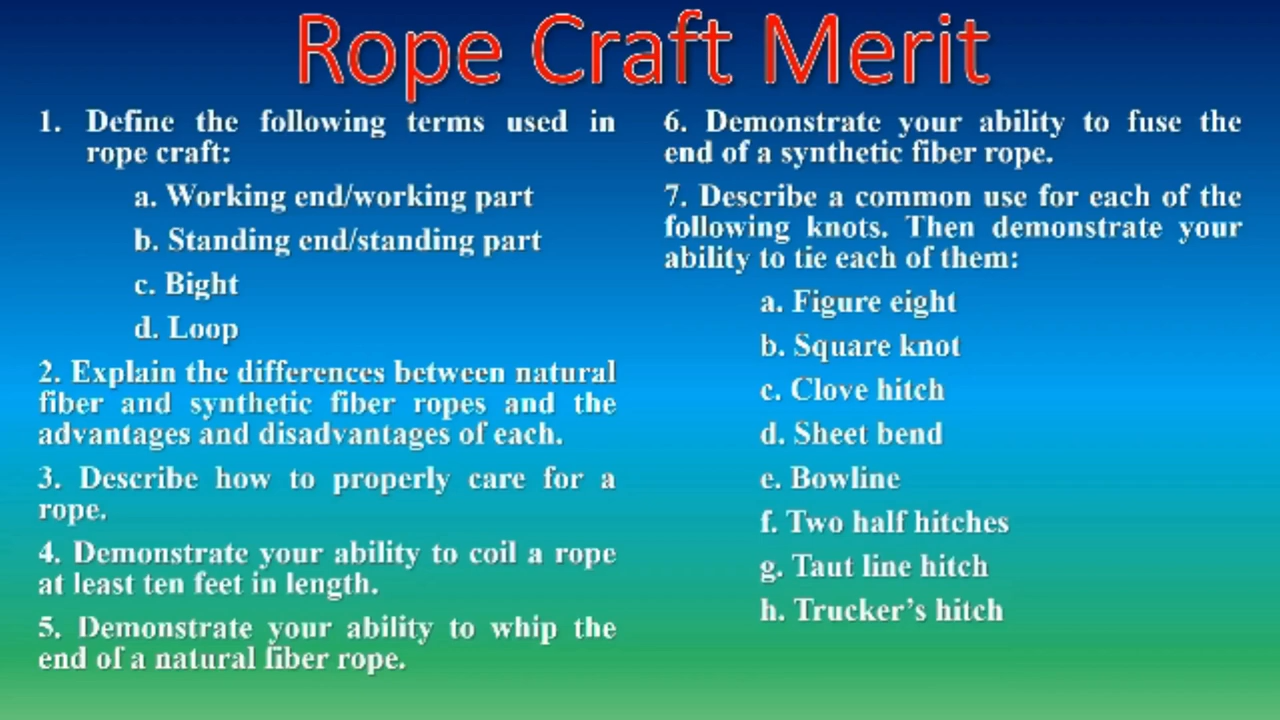 Rope Craft Merit
1. Define the following terms used in
rope craft:
a. Working end/working part
b. Standing end/standing part
c. Bight
d. Loop
2. Explain the differences between natural
fiber and synthetic fiber ropes and the
advantages and disadvantages of each.
3. Describe how to properly care for a
rope.
4. Demonstrate your ability to coil a rope
at least ten feet in length.
5. Demonstrate your ability to whip the
end of a natural fiber rope.
6. Demonstrate your ability to fuse the
end of a synthetic fiber rope.
7. Describe a common use for each of the
following knots. Then demonstrate your
ability to tie each of them:
a. Figure eight
b. Square knot
c. Clove hitch
d. Sheet bend
e. Bowline
f. Two half hitches
g. Taut line hitch
h. Trucker’s hitch